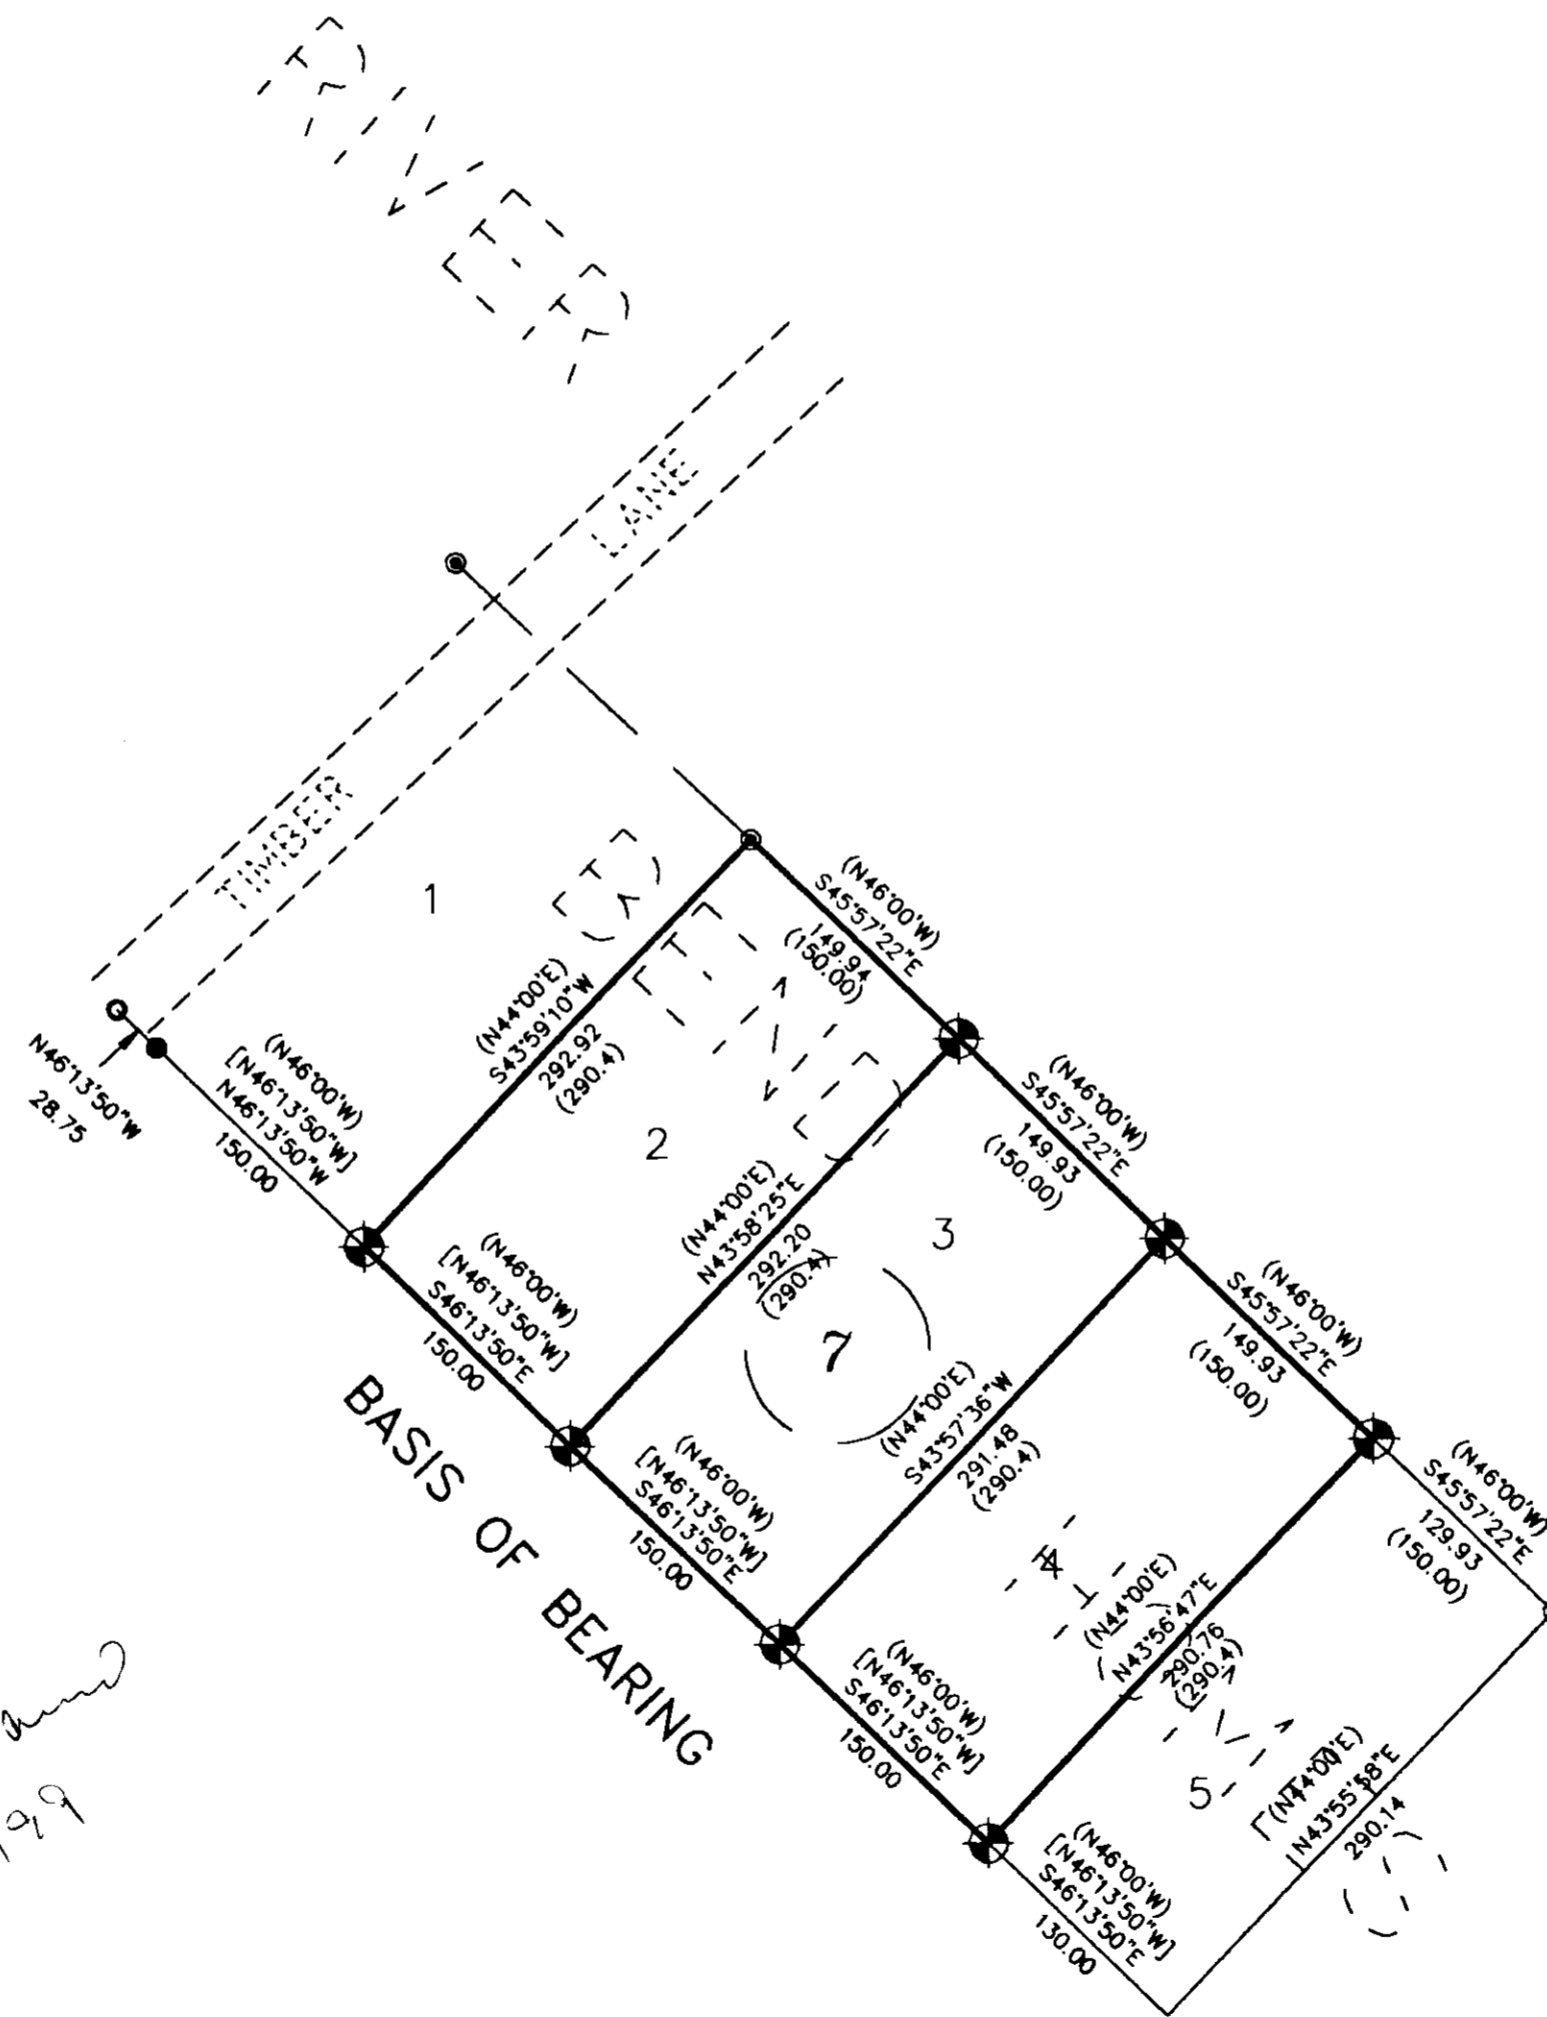 RIVER
LANE
TIMBER
1
(N46°00'W)
S45°57'22"E
149.94
(150.00)
(N44°00'E)
S43°59'10"W
292.92
(290.4)
N46°13'50"W
28.75
(N46°00'W)
[N46°13'50"W]
N46°13'50"W
150.00
2
(N46°00'W)
S45°57'22"E
149.93
(150.00)
(N44°00'E)
N43°58'25"E
292.20
(290.4)
3
7
(N46°00'W)
[N46°13'50"W]
S46°13'50"E
150.00
(N46°00'W)
S45°57'22"E
149.93
(150.00)
(N44°00'E)
S43°57'36"W
291.48
(290.4)
(N46°00'W)
[N46°13'50"W]
S46°13'50"E
150.00
BASIS OF BEARING
(N46°00'W)
S45°57'22"E
129.93
(150.00)
(N44°00'E)
N43°56'47"E
290.76
(290.4)
(N46°00'W)
[N46°13'50"W]
S46°13'50"E
150.00
5
(N44°00'E)
N43°55'58"E
290.14
(N46°00'W)
[N46°13'50"W]
S46°13'50"E
130.00